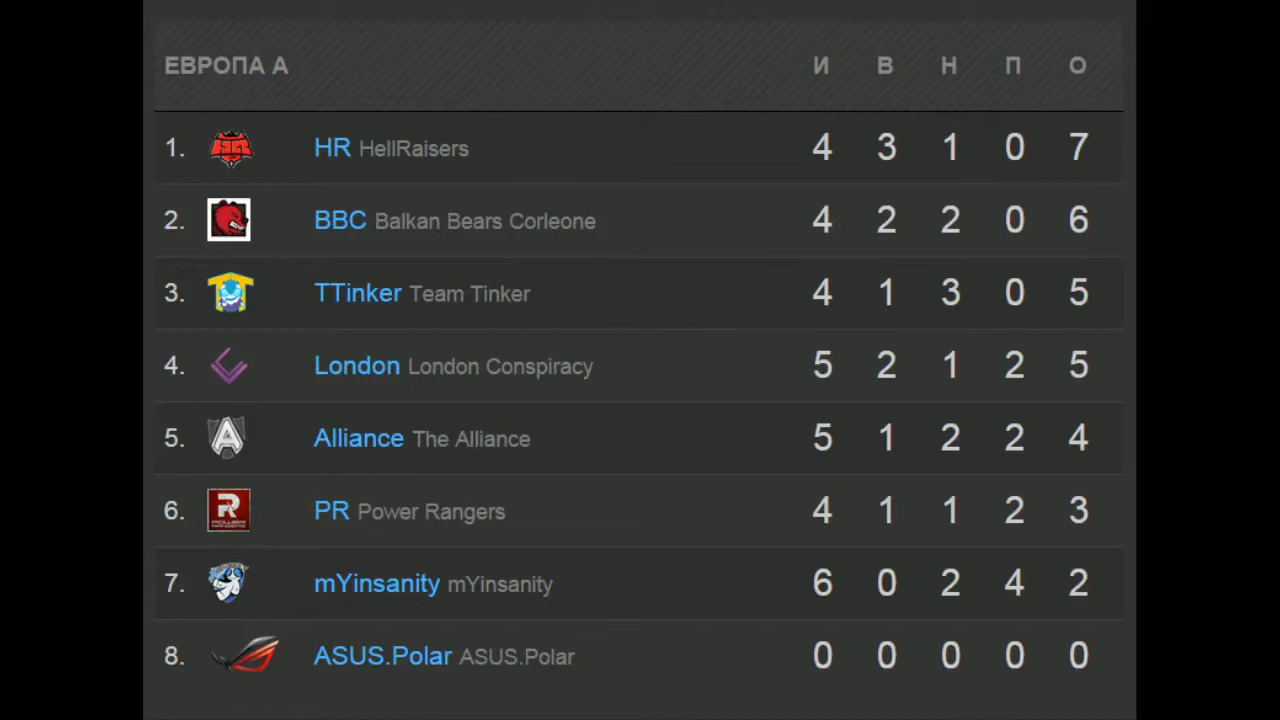 ЕВРОПА А И В Н П О
1. HR HellRaisers 4 3 1 0 7
2. BBC Balkan Bears Corleone 4 2 2 0 6
3. TTinker Team Tinker 4 1 3 0 5
4. London London Conspiracy 5 2 1 2 5
5. Alliance The Alliance 5 1 2 2 4
6. R POWER RANGERS PR Power Rangers 4 1 1 2 3
7. mYinsanity mYinsanity 6 0 2 4 2
8. ASUS.Polar ASUS.Polar 0 0 0 0 0